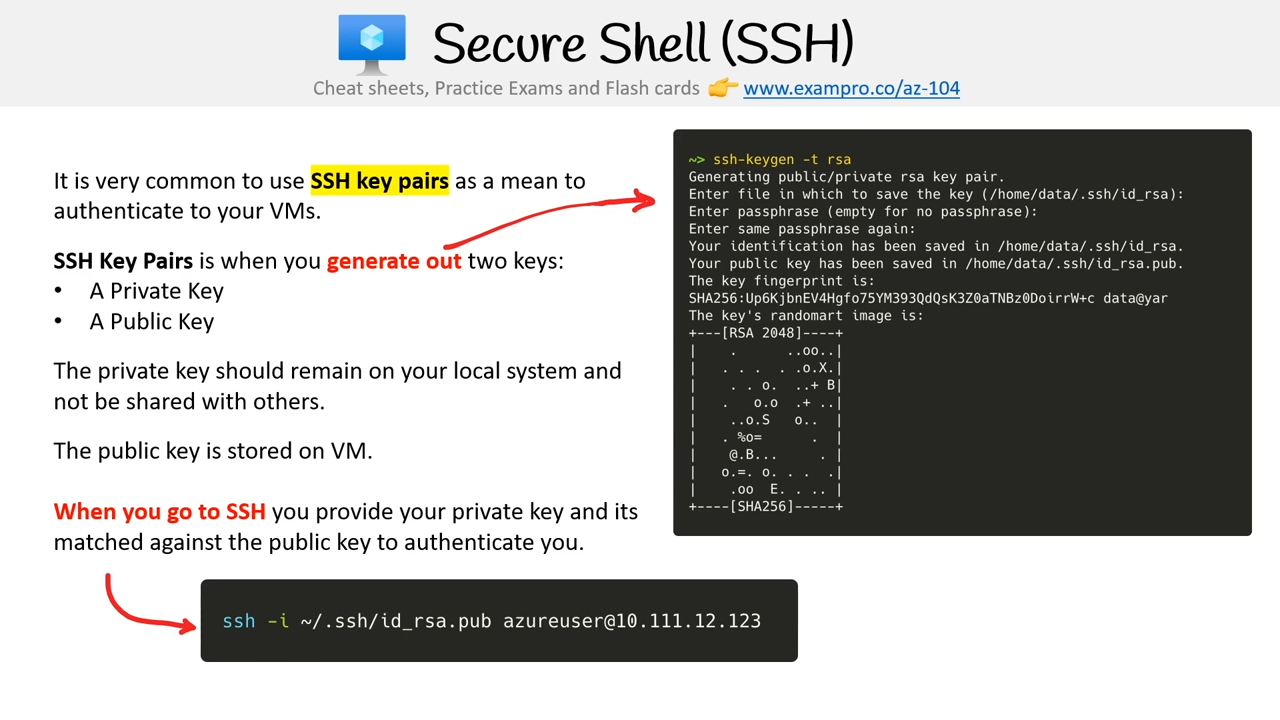 Secure Shell (SSH)
Cheat sheets, Practice Exams and Flash cards 👉 www.exampro.co/az-104
It is very common to use SSH key pairs as a mean to
authenticate to your VMs.
SSH Key Pairs is when you generate out two keys:
• A Private Key
• A Public Key
The private key should remain on your local system and
not be shared with others.
The public key is stored on VM.
When you go to SSH you provide your private key and its
matched against the public key to authenticate you.
ssh -i ~/.ssh/id_rsa.pub azureuser@10.111.12.123
~> ssh-keygen -t rsa
Generating public/private rsa key pair.
Enter file in which to save the key (/home/data/.ssh/id_rsa):
Enter passphrase (empty for no passphrase):
Enter same passphrase again:
Your identification has been saved in /home/data/.ssh/id_rsa.
Your public key has been saved in /home/data/.ssh/id_rsa.pub.
The key fingerprint is:
SHA256:Up6KjbnEV4Hgfo75YM393QdQsK3Z0aTNBz0DoirrW+c data@yar
The key's randomart image is:
+---[RSA 2048]----+
|    .      ..oo..|
|   . . .  . .o.X.|
|    . . o.  ..+ B|
|   .   o.o  .+ ..|
|    ..o.S   o..  |
|   . %o=      .  |
|    @.B...     . |
|   o.=. o. . .  .|
|    .oo  E. . .. |
+----[SHA256]-----+